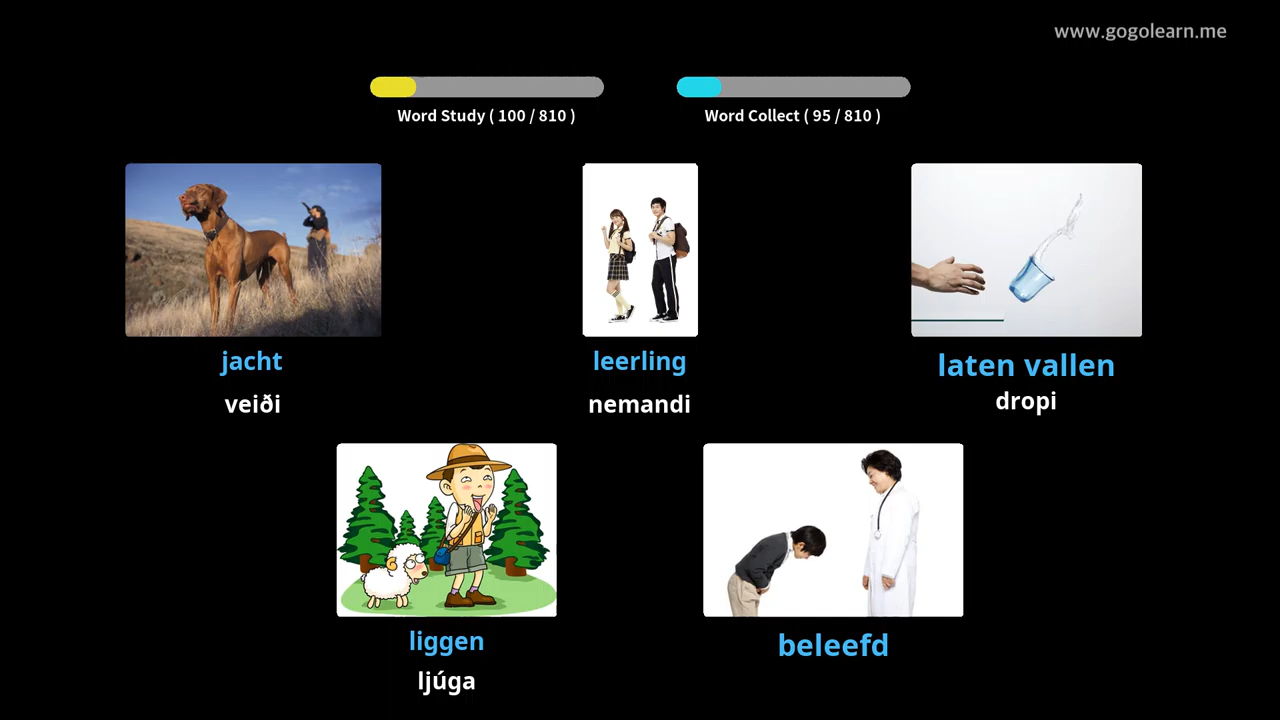 www.gogolearn.me
Word Study ( 100 / 810 )
Word Collect ( 95 / 810 )
jacht
veiði
leerling
nemandi
laten vallen
dropi
liggen
ljúga
beleefd